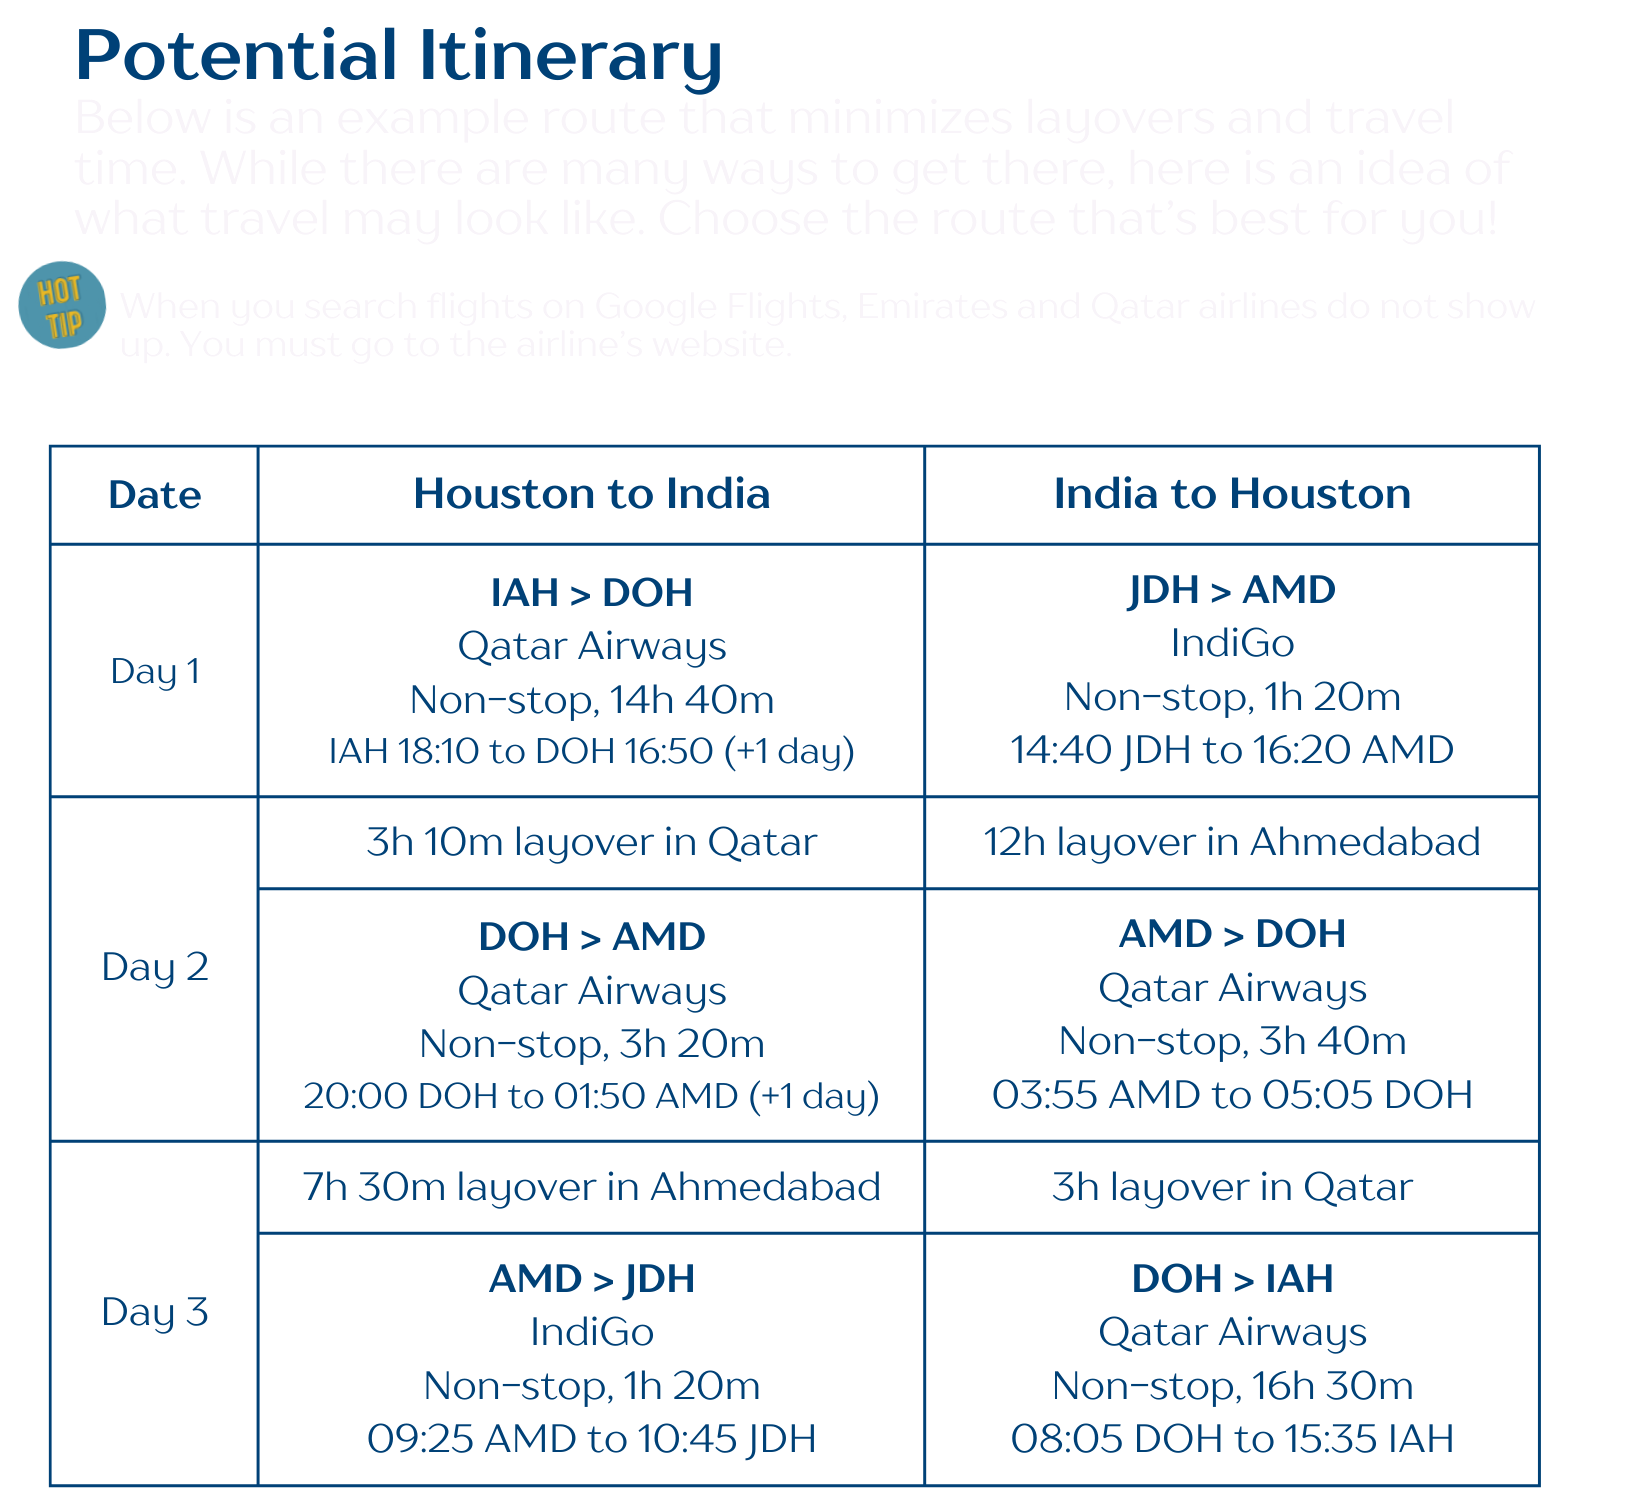 Potential Itinerary
Below is an example route that minimizes layovers and travel
time. While there are many ways to get there, here is an idea of
what travel may look like. Choose the route that's best for you!
HOT
TIP
When you search flights on Google Flights, Emirates and Qatar airlines do not show
up. You must go to the airline's website.
Date
Houston to India
India to Houston
Day 1
IAH > DOH
Qatar Airways
Non-stop, 14h 40m
IAH 18:10 to DOH 16:50 (+1 day)
JDH > AMD
IndiGo
Non-stop, 1h 20m
14:40 JDH to 16:20 AMD
Day 2
3h 10m layover in Qatar
12h layover in Ahmedabad
DOH > AMD
Qatar Airways
Non-stop, 3h 20m
20:00 DOH to 01:50 AMD (+1 day)
AMD > DOH
Qatar Airways
Non-stop, 3h 40m
03:55 AMD to 05:05 DOH
Day 3
7h 30m layover in Ahmedabad
3h layover in Qatar
AMD > JDH
IndiGo
Non-stop, 1h 20m
09:25 AMD to 10:45 JDH
DOH > IAH
Qatar Airways
Non-stop, 16h 30m
08:05 DOH to 15:35 IAH